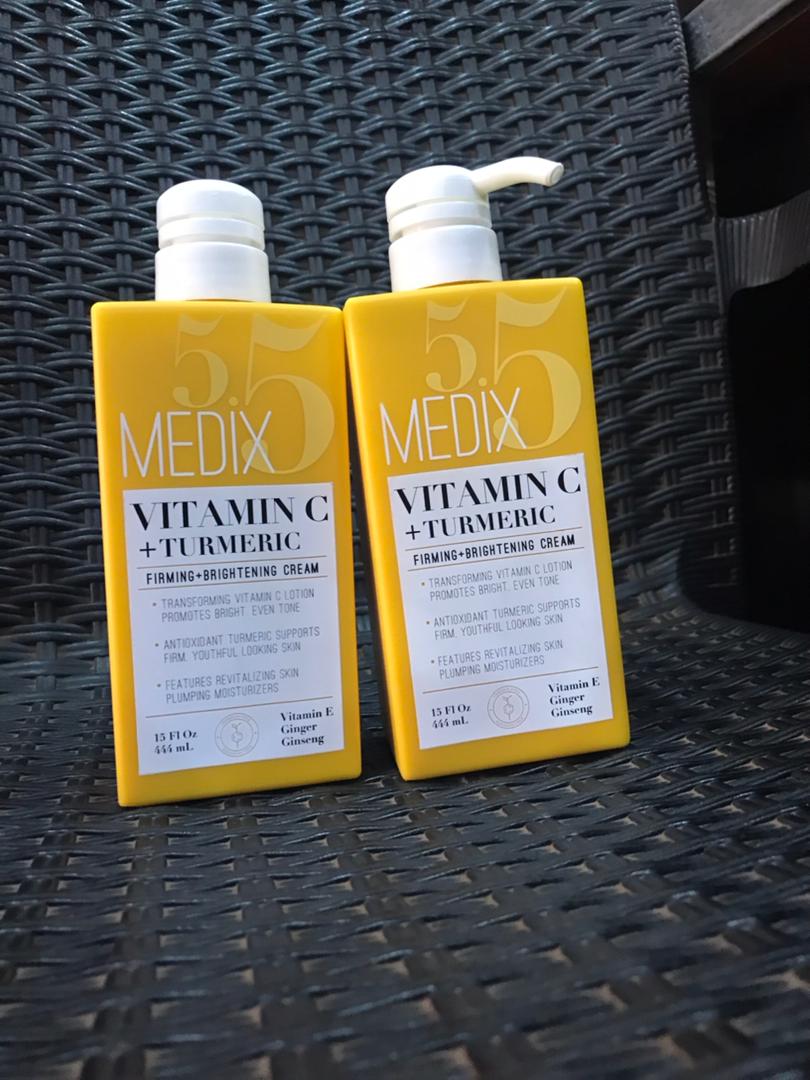 5.5
MEDIX
VITAMIN C
+TURMERIC
FIRMING+BRIGHTENING CREAM
• TRANSFORMING VITAMIN C LOTION
PROMOTES BRIGHT, EVEN TONE
• ANTIOXIDANT TURMERIC SUPPORTS
FIRM, YOUTHFUL LOOKING SKIN
• FEATURES REVITALIZING SKIN
PLUMPING MOISTURIZERS
15 Fl Oz
444 mL
Vitamin E
Ginger
Ginseng
5.5
MEDIX
VITAMIN C
+TURMERIC
FIRMING+BRIGHTENING CREAM
• TRANSFORMING VITAMIN C LOTION
PROMOTES BRIGHT, EVEN TONE
• ANTIOXIDANT TURMERIC SUPPORTS
FIRM, YOUTHFUL LOOKING SKIN
• FEATURES REVITALIZING SKIN
PLUMPING MOISTURIZERS
15 Fl Oz
444 mL
Vitamin E
Ginger
Ginseng